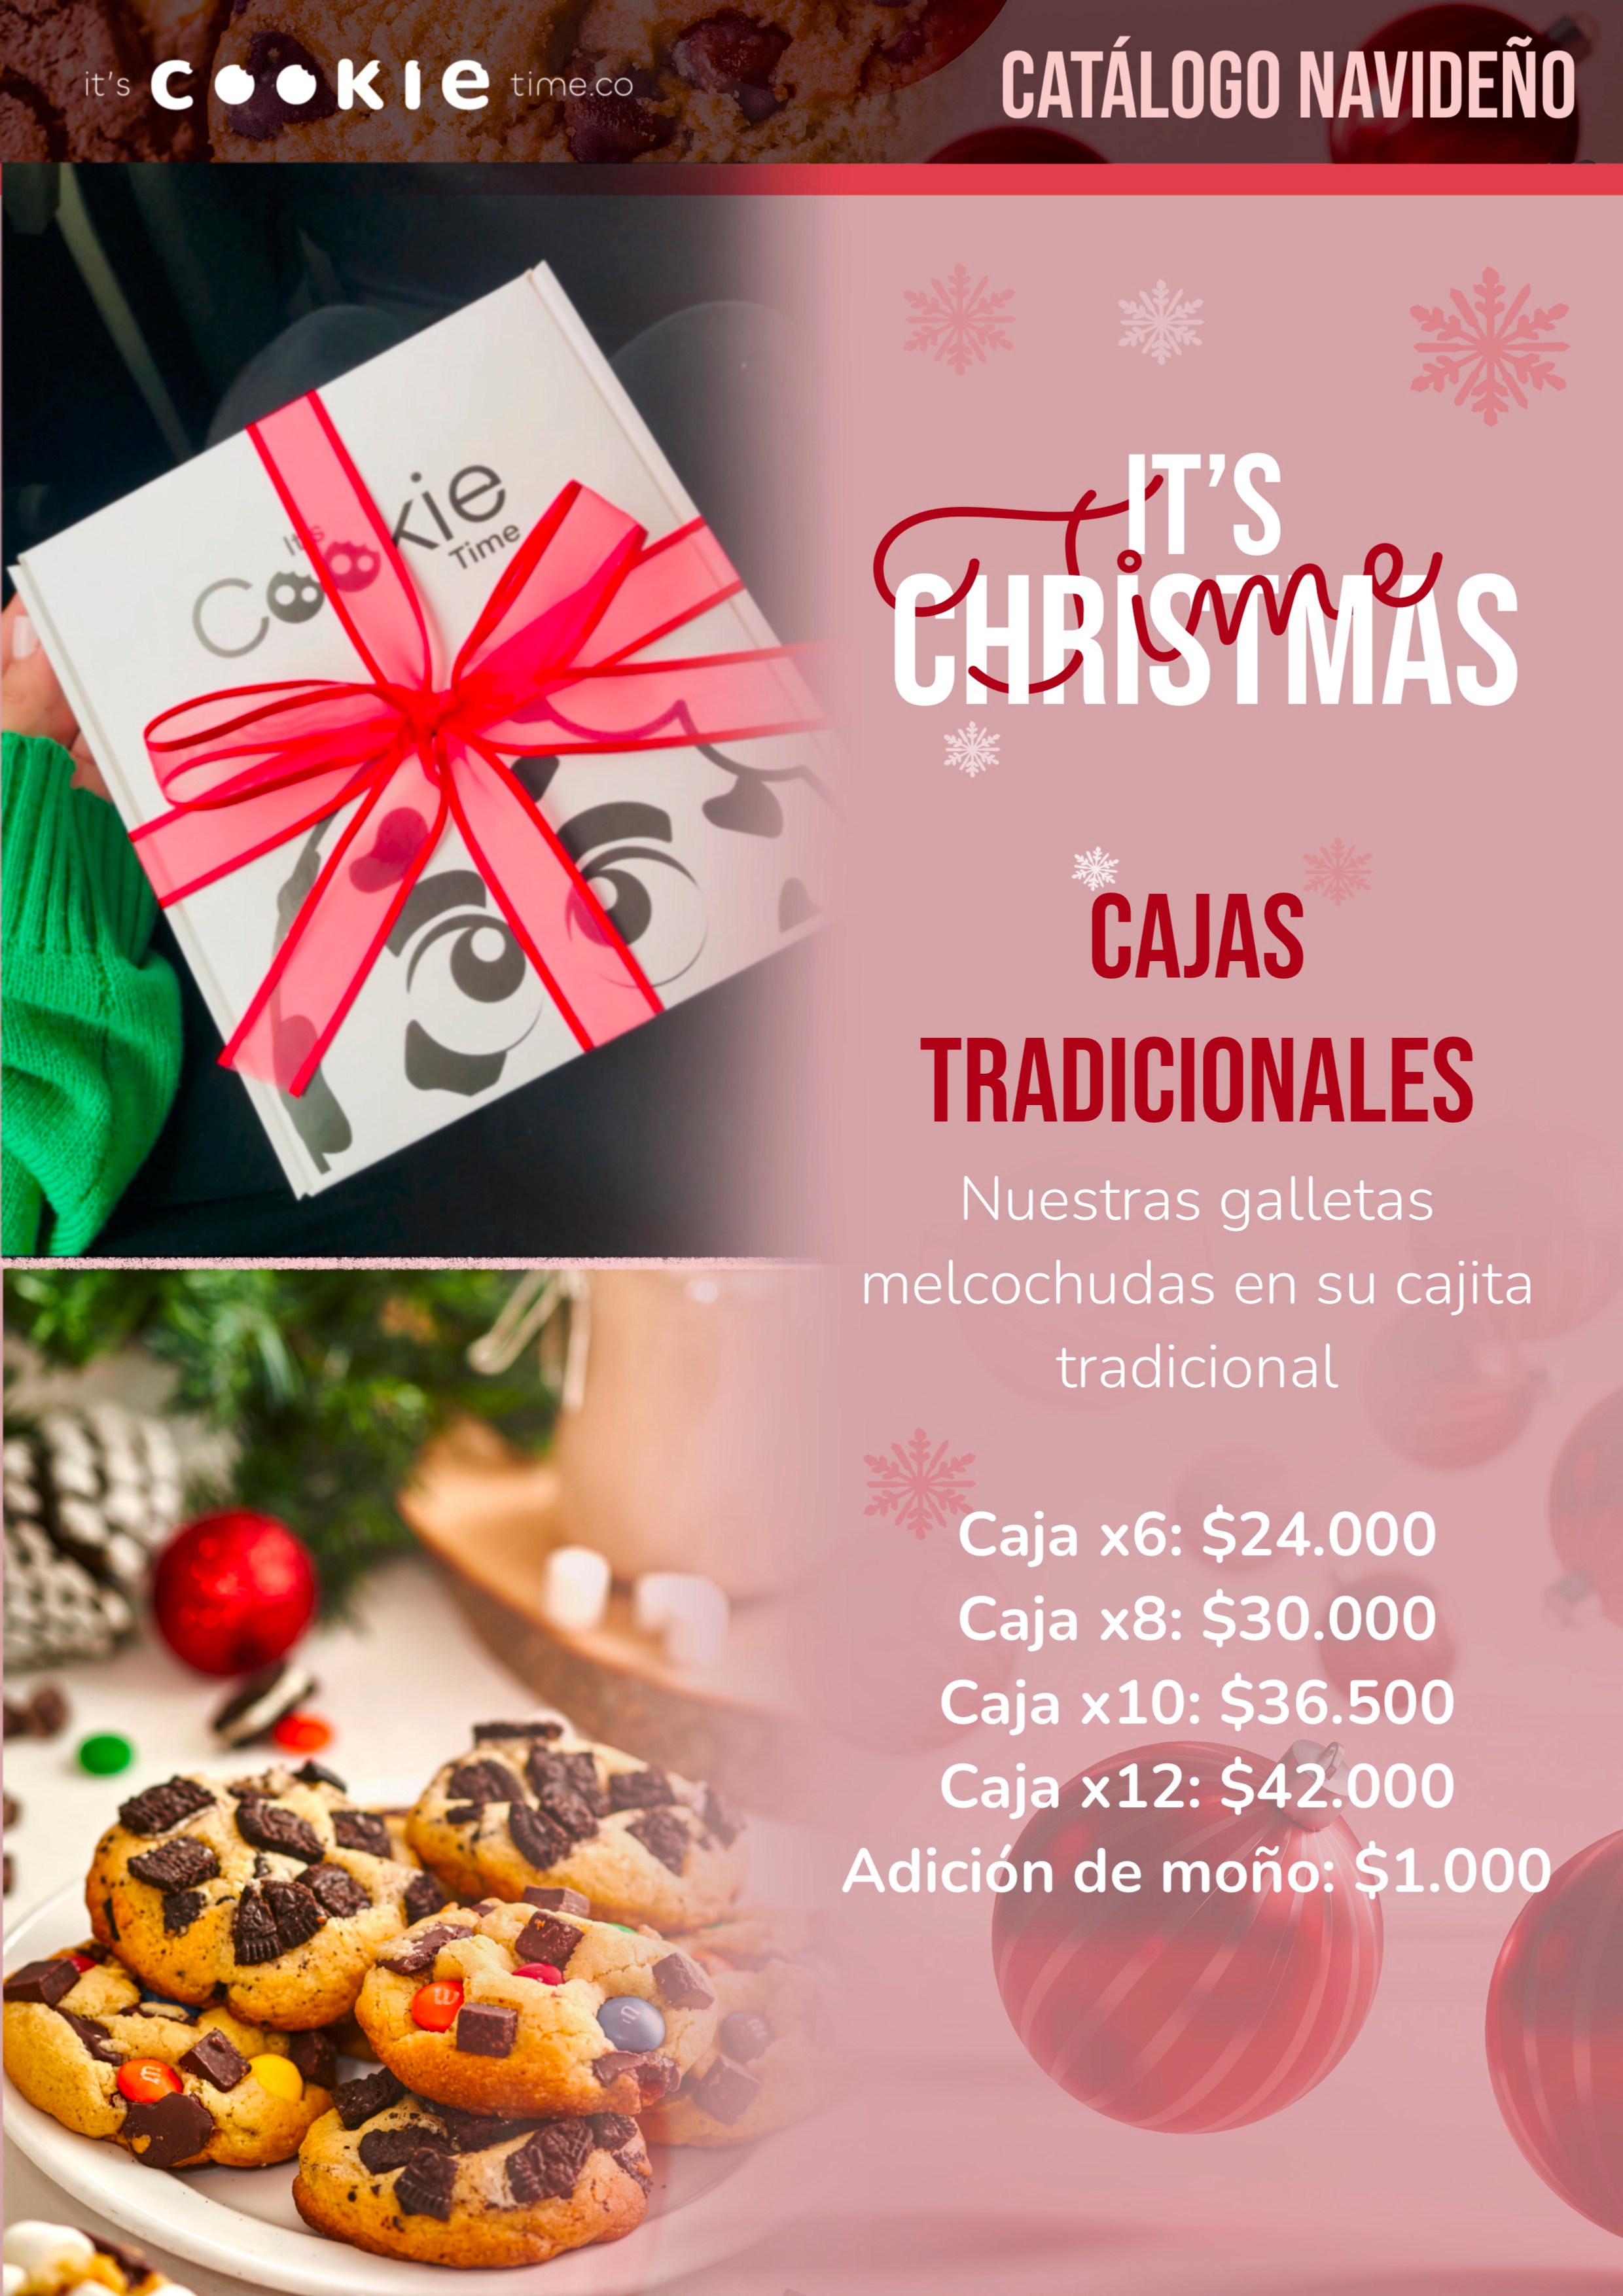 it's COOKIE time.co
CATÁLOGO NAVIDEÑO
It's
Cookie
Time
IT'S
Time
CHRISTMAS
CAJAS
TRADICIONALES
Nuestras galletas
melcochudas en su cajita
tradicional
Caja x6: $24.000
Caja x8: $30.000
Caja x10: $36.500
Caja x12: $42.000
Adición de moño: $1.000
m
m
m